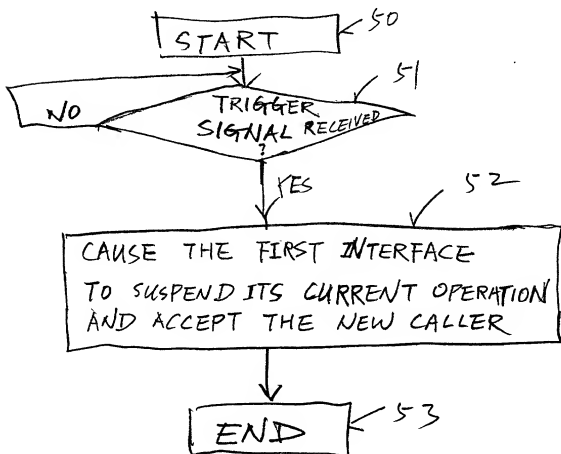 50
START
51
TRIGGER
NO
SIGNAL RECEIVED
?
YES
52
CAUSE THE FIRST INTERFACE
TO SUSPEND ITS CURRENT OPERATION
AND ACCEPT THE NEW CALLER
53
END